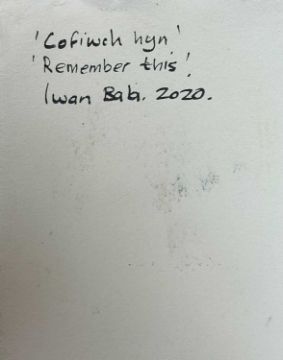 'Cofiwch hyn'
'Remember this'.
Iwan Bala. 2020.